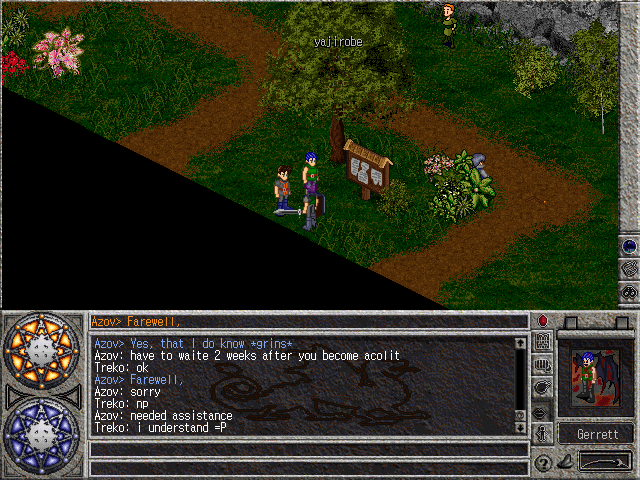 yajirobe
Azov> Farewell,
Azov> Yes, that I do know *grins*
Azov: have to waite 2 weeks after you become acolit
Treko: ok
Azov> Farewell,
Azov: sorry
Treko: np
Azov: needed assistance
Treko: i understand =P
Gerrett
?